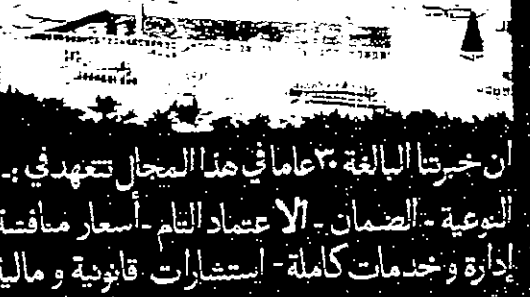 ان خبرتنا البالغة ٣٠ عاما في هذا المجال تتعهد في :-
النوعية - الضمان - الاعتماد التام - أسعار منافسة
إدارة وخدمات كاملة - استشارات قانونية و مالية